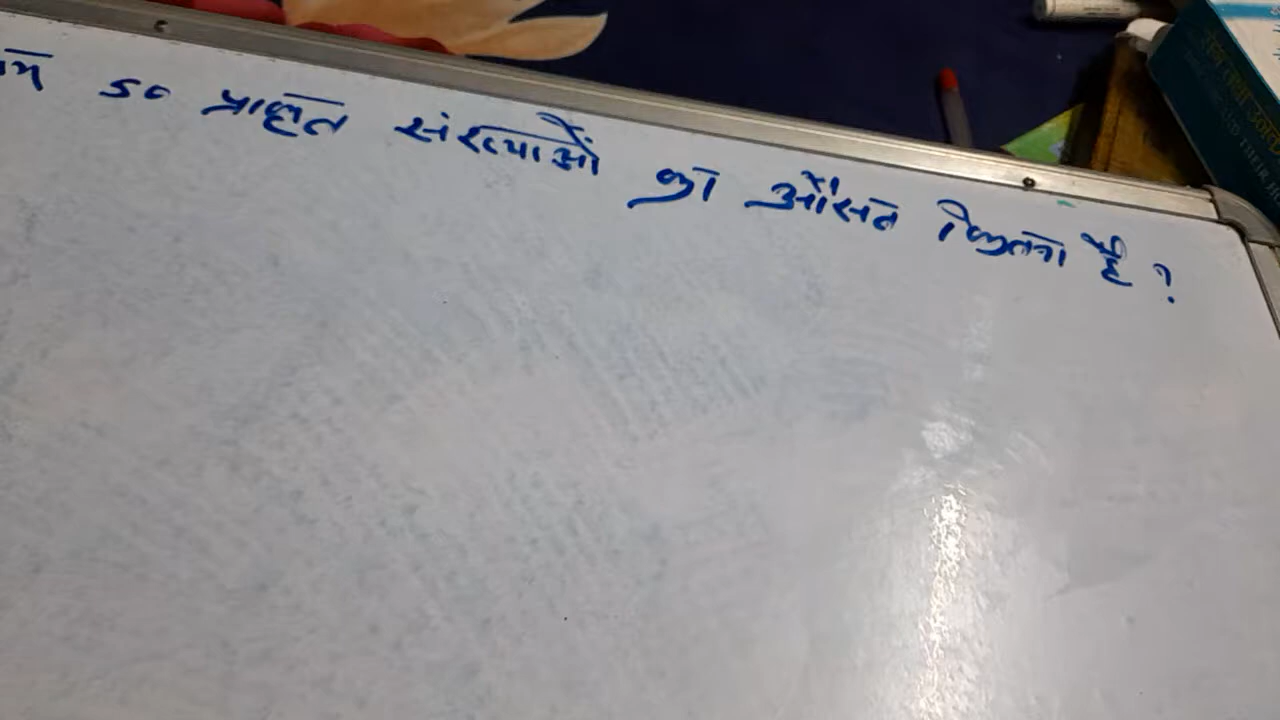 50 प्राकृत संख्याओं का औसत कितना है ?